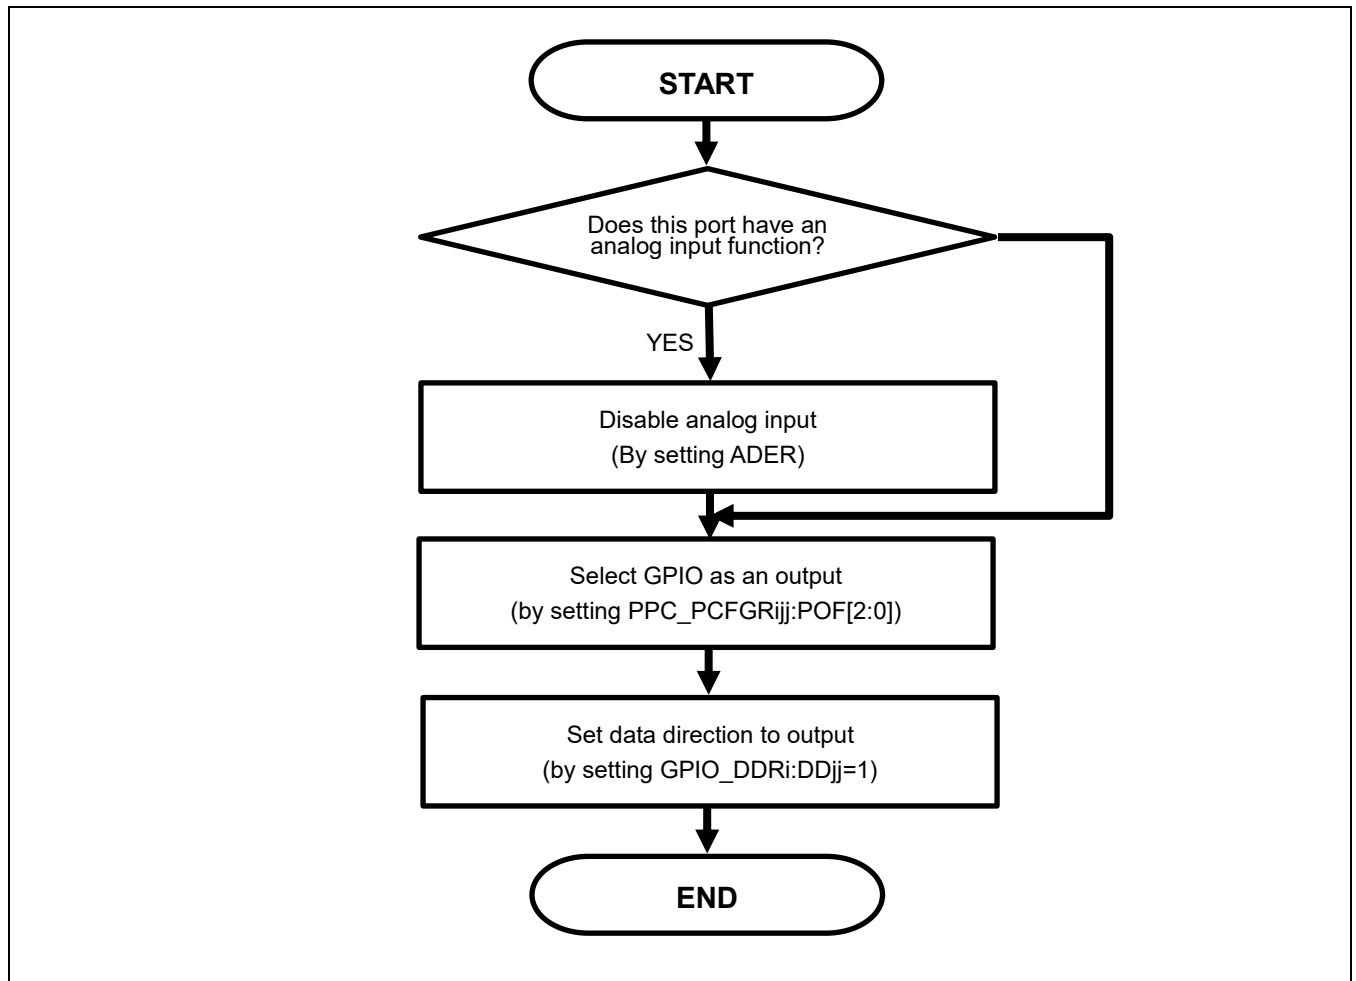 START
Does this port have an
analog input function?
YES
Disable analog input
(By setting ADER)
Select GPIO as an output
(by setting PPC_PCFGRijj:POF[2:0])
Set data direction to output
(by setting GPIO_DDRi:DDjj=1)
END